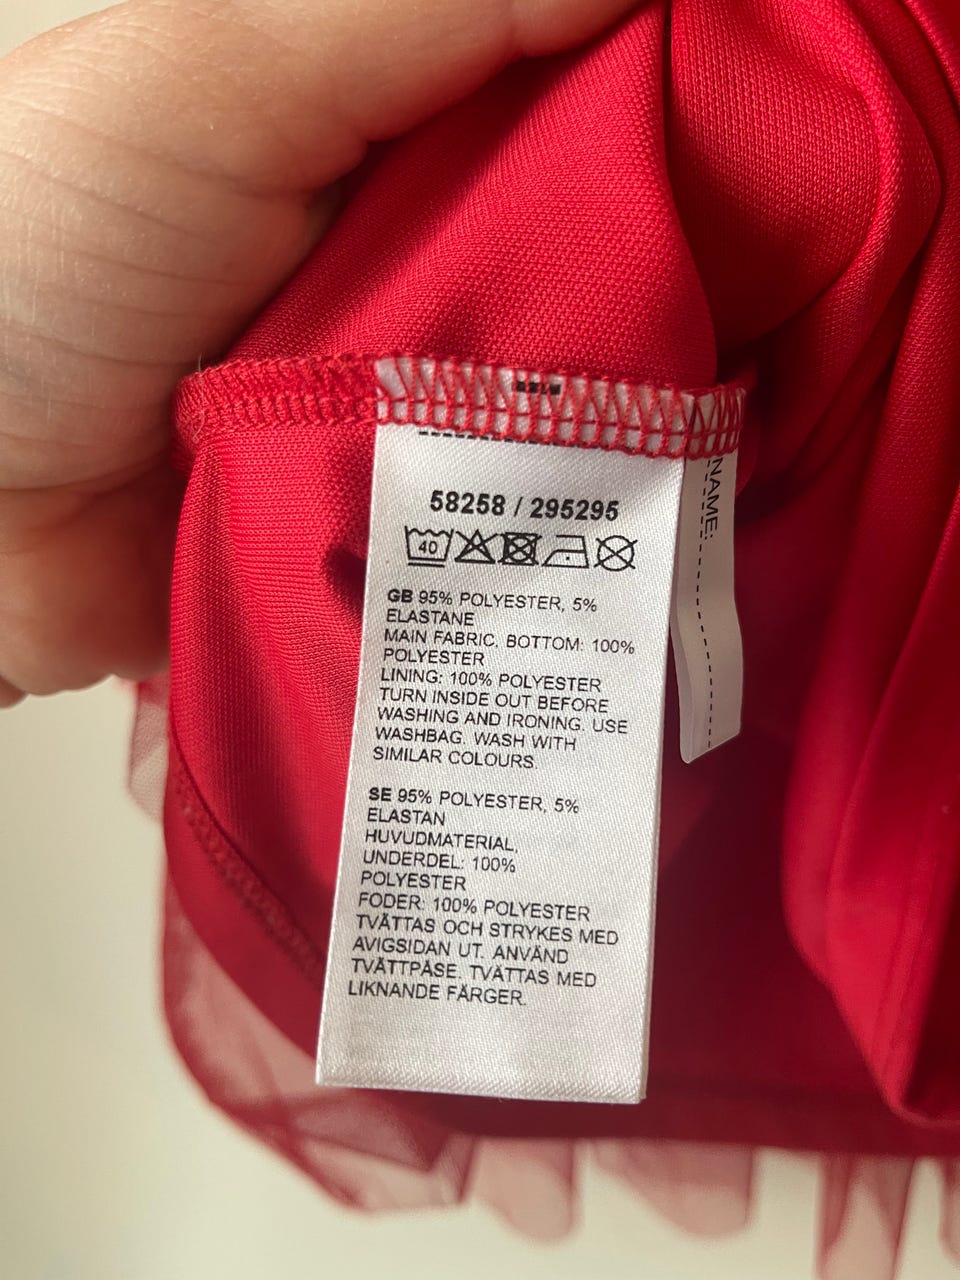 58258 / 295295
40
GB 95% POLYESTER, 5%
ELASTANE
MAIN FABRIC, BOTTOM: 100%
POLYESTER
LINING: 100% POLYESTER
TURN INSIDE OUT BEFORE
WASHING AND IRONING. USE
WASHBAG. WASH WITH
SIMILAR COLOURS.
SE 95% POLYESTER, 5%
ELASTAN
HUVUDMATERIAL,
UNDERDEL: 100%
POLYESTER
FODER: 100% POLYESTER
TVÄTTAS OCH STRYKES MED
AVIGSIDAN UT. ANVÄND
TVÄTTPÅSE. TVÄTTAS MED
LIKNANDE FÄRGER.
NAME: